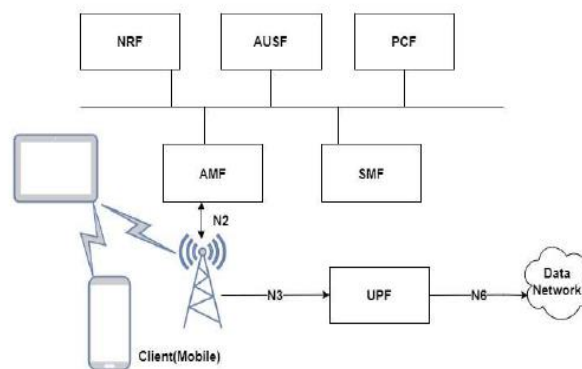 NRF
AUSF
PCF
AMF
SMF
N2
N3
UPF
N6
Data
Network
Client(Mobile)